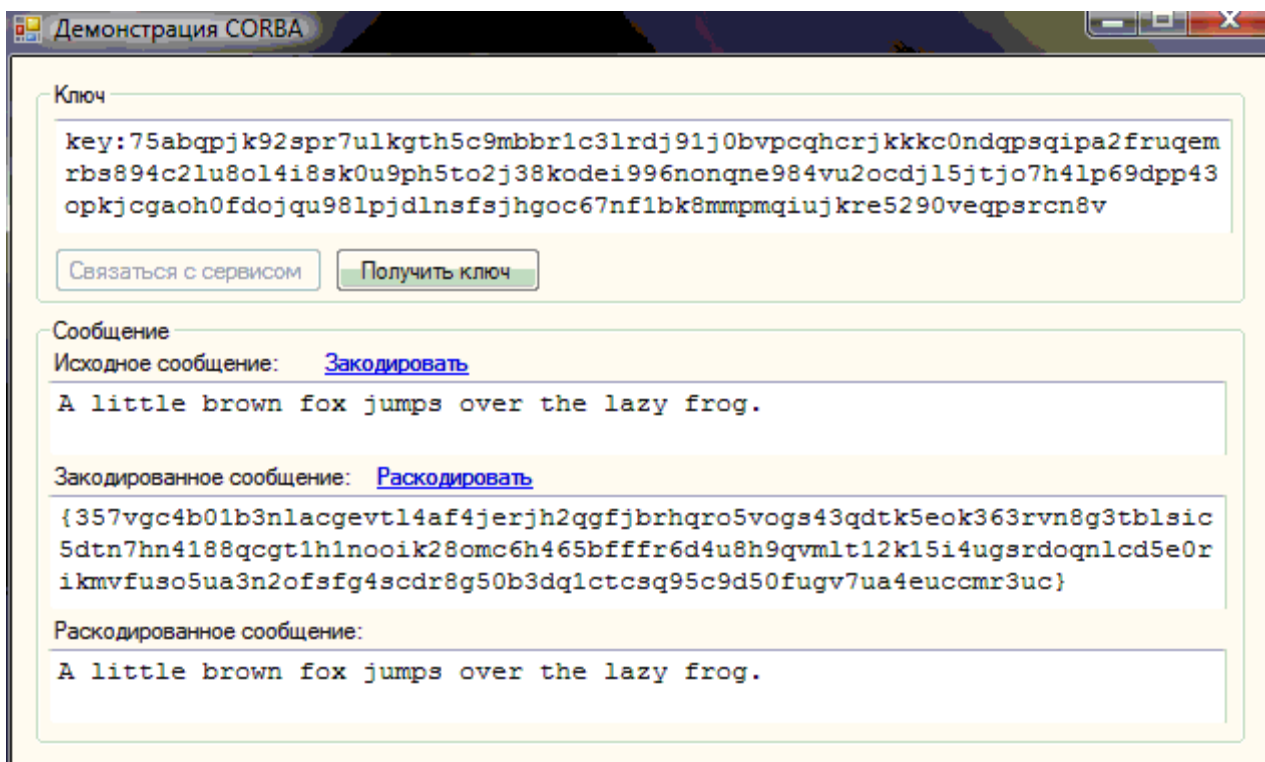 Демонстрация CORBA
Ключ
key:75abqpjk92spr7ulkgth5c9mbbr1c3lrdj91j0bvpcqhcrjkkkc0ndqpsqipa2fruqem
rbs894c2lu8ol4i8sk0u9ph5to2j38kodei996nonqne984vu2ocdjl5jtjo7h4lp69dpp43
opkjcgaoh0fdojqu98lpjdlnsfsjhgoc67nf1bk8mmpmqiujkre5290veqpsrcn8v
Связаться с сервисом Получить ключ
Сообщение
Исходное сообщение: Закодировать
A little brown fox jumps over the lazy frog.
Закодированное сообщение: Раскодировать
{357vgc4b01b3nlacgevtl4af4jerjh2qgfjbrhqro5vogs43qdtk5eok363rvn8g3tblsic
5dtn7hn4188qcgt1h1nooik28omc6h465bfffr6d4u8h9qvmlt12k15i4ugsrdoqnlcd5e0r
ikmvfuso5ua3n2ofsfg4scdr8g50b3dq1ctcsq95c9d50fugv7ua4euccmr3uc}
Раскодированное сообщение:
A little brown fox jumps over the lazy frog.